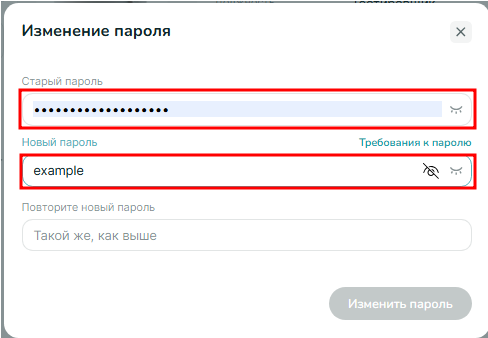 Изменение пароля
Старый пароль
•••••••••••••••••••
Новый пароль Требования к паролю
example
Повторите новый пароль
Такой же, как выше
Изменить пароль